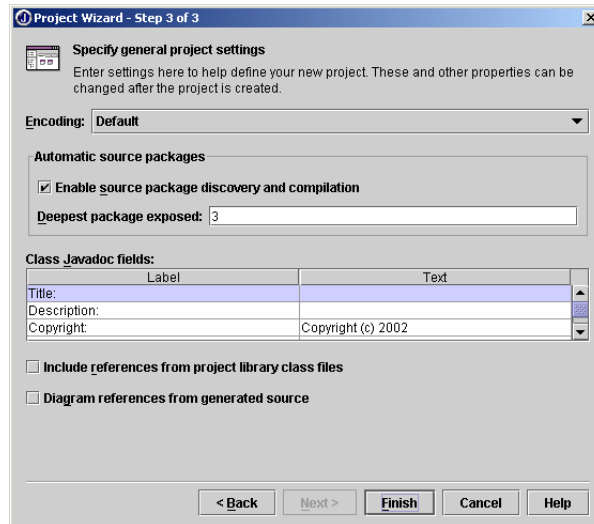 Project Wizard - Step 3 of 3
Specify general project settings
Enter settings here to help define your new project. These and other properties can be
changed after the project is created.
Encoding: Default
Automatic source packages
Enable source package discovery and compilation
Deepest package exposed: 3
Class Javadoc fields:
Label Text
Title:
Description:
Copyright: Copyright (c) 2002
Include references from project library class files
Diagram references from generated source
< Back Next > Finish Cancel Help